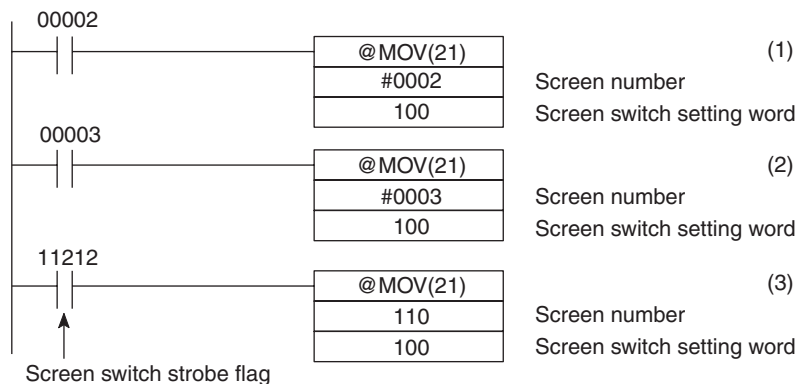 00002
@MOV(21) (1)
#0002 Screen number
100 Screen switch setting word
00003
@MOV(21) (2)
#0003 Screen number
100 Screen switch setting word
11212
@MOV(21) (3)
110 Screen number
100 Screen switch setting word
Screen switch strobe flag